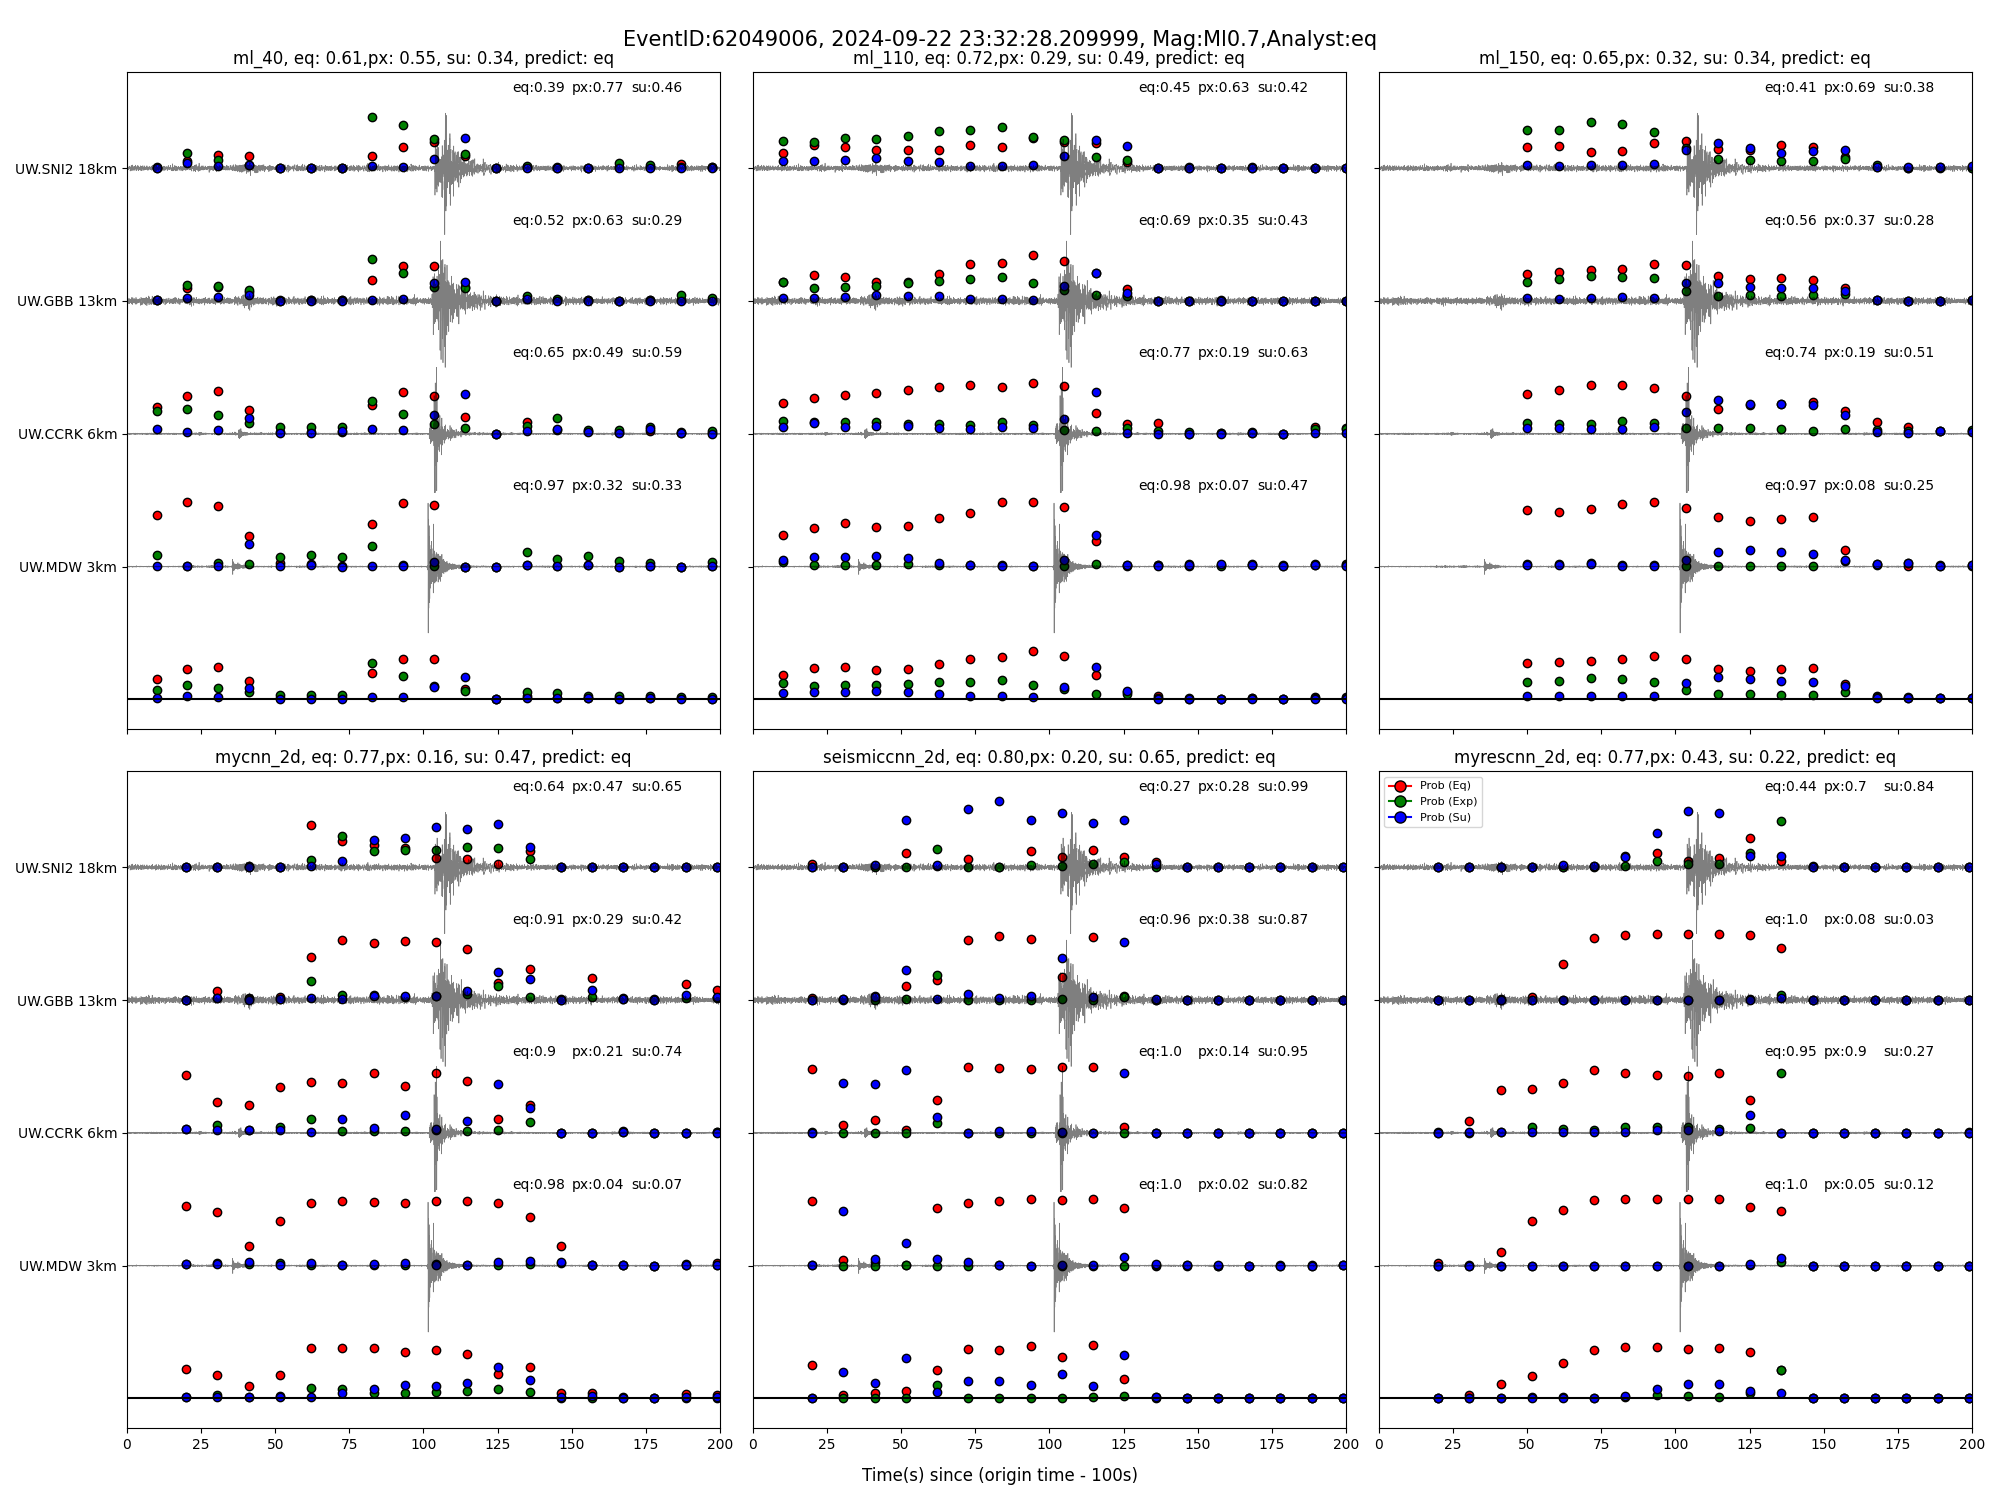 EventID:62049006, 2024-09-22 23:32:28.209999, Mag:Ml0.7,Analyst:eq
ml_40, eq: 0.61,px: 0.55, su: 0.34, predict: eq
ml_110, eq: 0.72,px: 0.29, su: 0.49, predict: eq
ml_150, eq: 0.65,px: 0.32, su: 0.34, predict: eq
eq:0.39 px:0.77 su:0.46
eq:0.45 px:0.63 su:0.42
eq:0.41 px:0.69 su:0.38
UW.SNI2 18km
eq:0.52 px:0.63 su:0.29
eq:0.69 px:0.35 su:0.43
eq:0.56 px:0.37 su:0.28
UW.GBB 13km
eq:0.65 px:0.49 su:0.59
eq:0.77 px:0.19 su:0.63
eq:0.74 px:0.19 su:0.51
UW.CCRK 6km
eq:0.97 px:0.32 su:0.33
eq:0.98 px:0.07 su:0.47
eq:0.97 px:0.08 su:0.25
UW.MDW 3km
mycnn_2d, eq: 0.77,px: 0.16, su: 0.47, predict: eq
seismiccnn_2d, eq: 0.80,px: 0.20, su: 0.65, predict: eq
myrescnn_2d, eq: 0.77,px: 0.43, su: 0.22, predict: eq
eq:0.64 px:0.47 su:0.65
eq:0.27 px:0.28 su:0.99
eq:0.44 px:0.7 su:0.84
Prob (Eq)
Prob (Exp)
Prob (Su)
UW.SNI2 18km
eq:0.91 px:0.29 su:0.42
eq:0.96 px:0.38 su:0.87
eq:1.0 px:0.08 su:0.03
UW.GBB 13km
eq:0.9 px:0.21 su:0.74
eq:1.0 px:0.14 su:0.95
eq:0.95 px:0.9 su:0.27
UW.CCRK 6km
eq:0.98 px:0.04 su:0.07
eq:1.0 px:0.02 su:0.82
eq:1.0 px:0.05 su:0.12
UW.MDW 3km
0 25 50 75 100 125 150 175 200
0 25 50 75 100 125 150 175 200
0 25 50 75 100 125 150 175 200
Time(s) since (origin time - 100s)